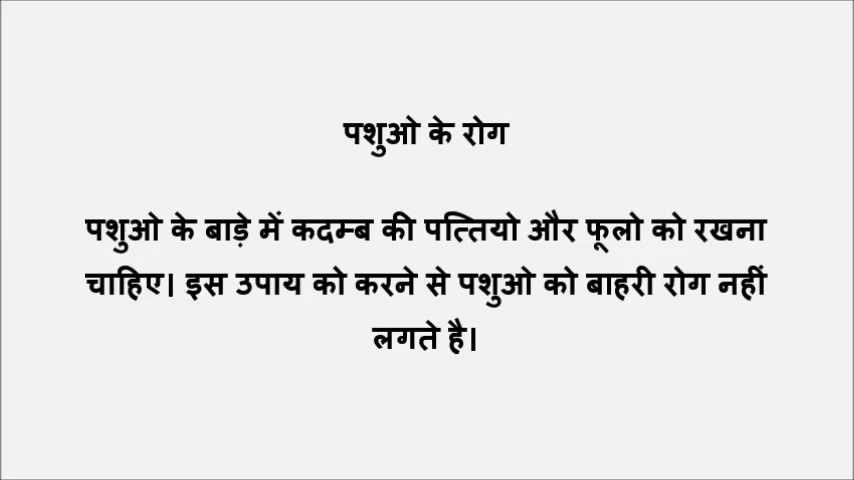 पशुओ के रोग
पशुओ के बाड़े में कदम्ब की पत्तियो और फूलो को रखना
चाहिए। इस उपाय को करने से पशुओ को बाहरी रोग नहीं
लगते है।